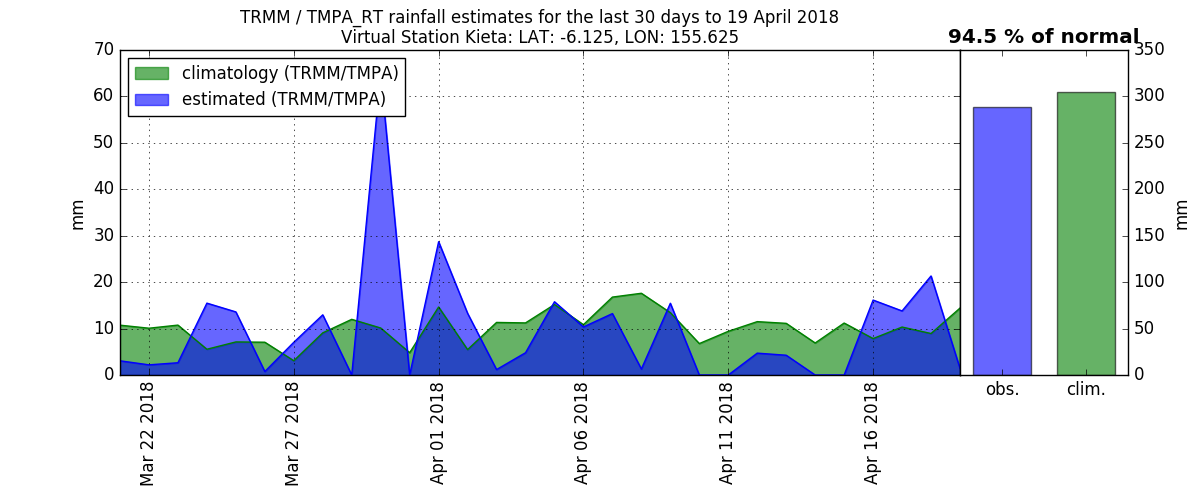 TRMM / TMPA_RT rainfall estimates for the last 30 days to 19 April 2018
Virtual Station Kieta: LAT: -6.125, LON: 155.625
94.5 % of normal
climatology (TRMM/TMPA)
estimated (TRMM/TMPA)
70
60
50
40
30
20
10
0
mm
Mar 22 2018
Mar 27 2018
Apr 01 2018
Apr 06 2018
Apr 11 2018
Apr 16 2018
350
300
250
200
150
100
50
0
mm
obs.
clim.